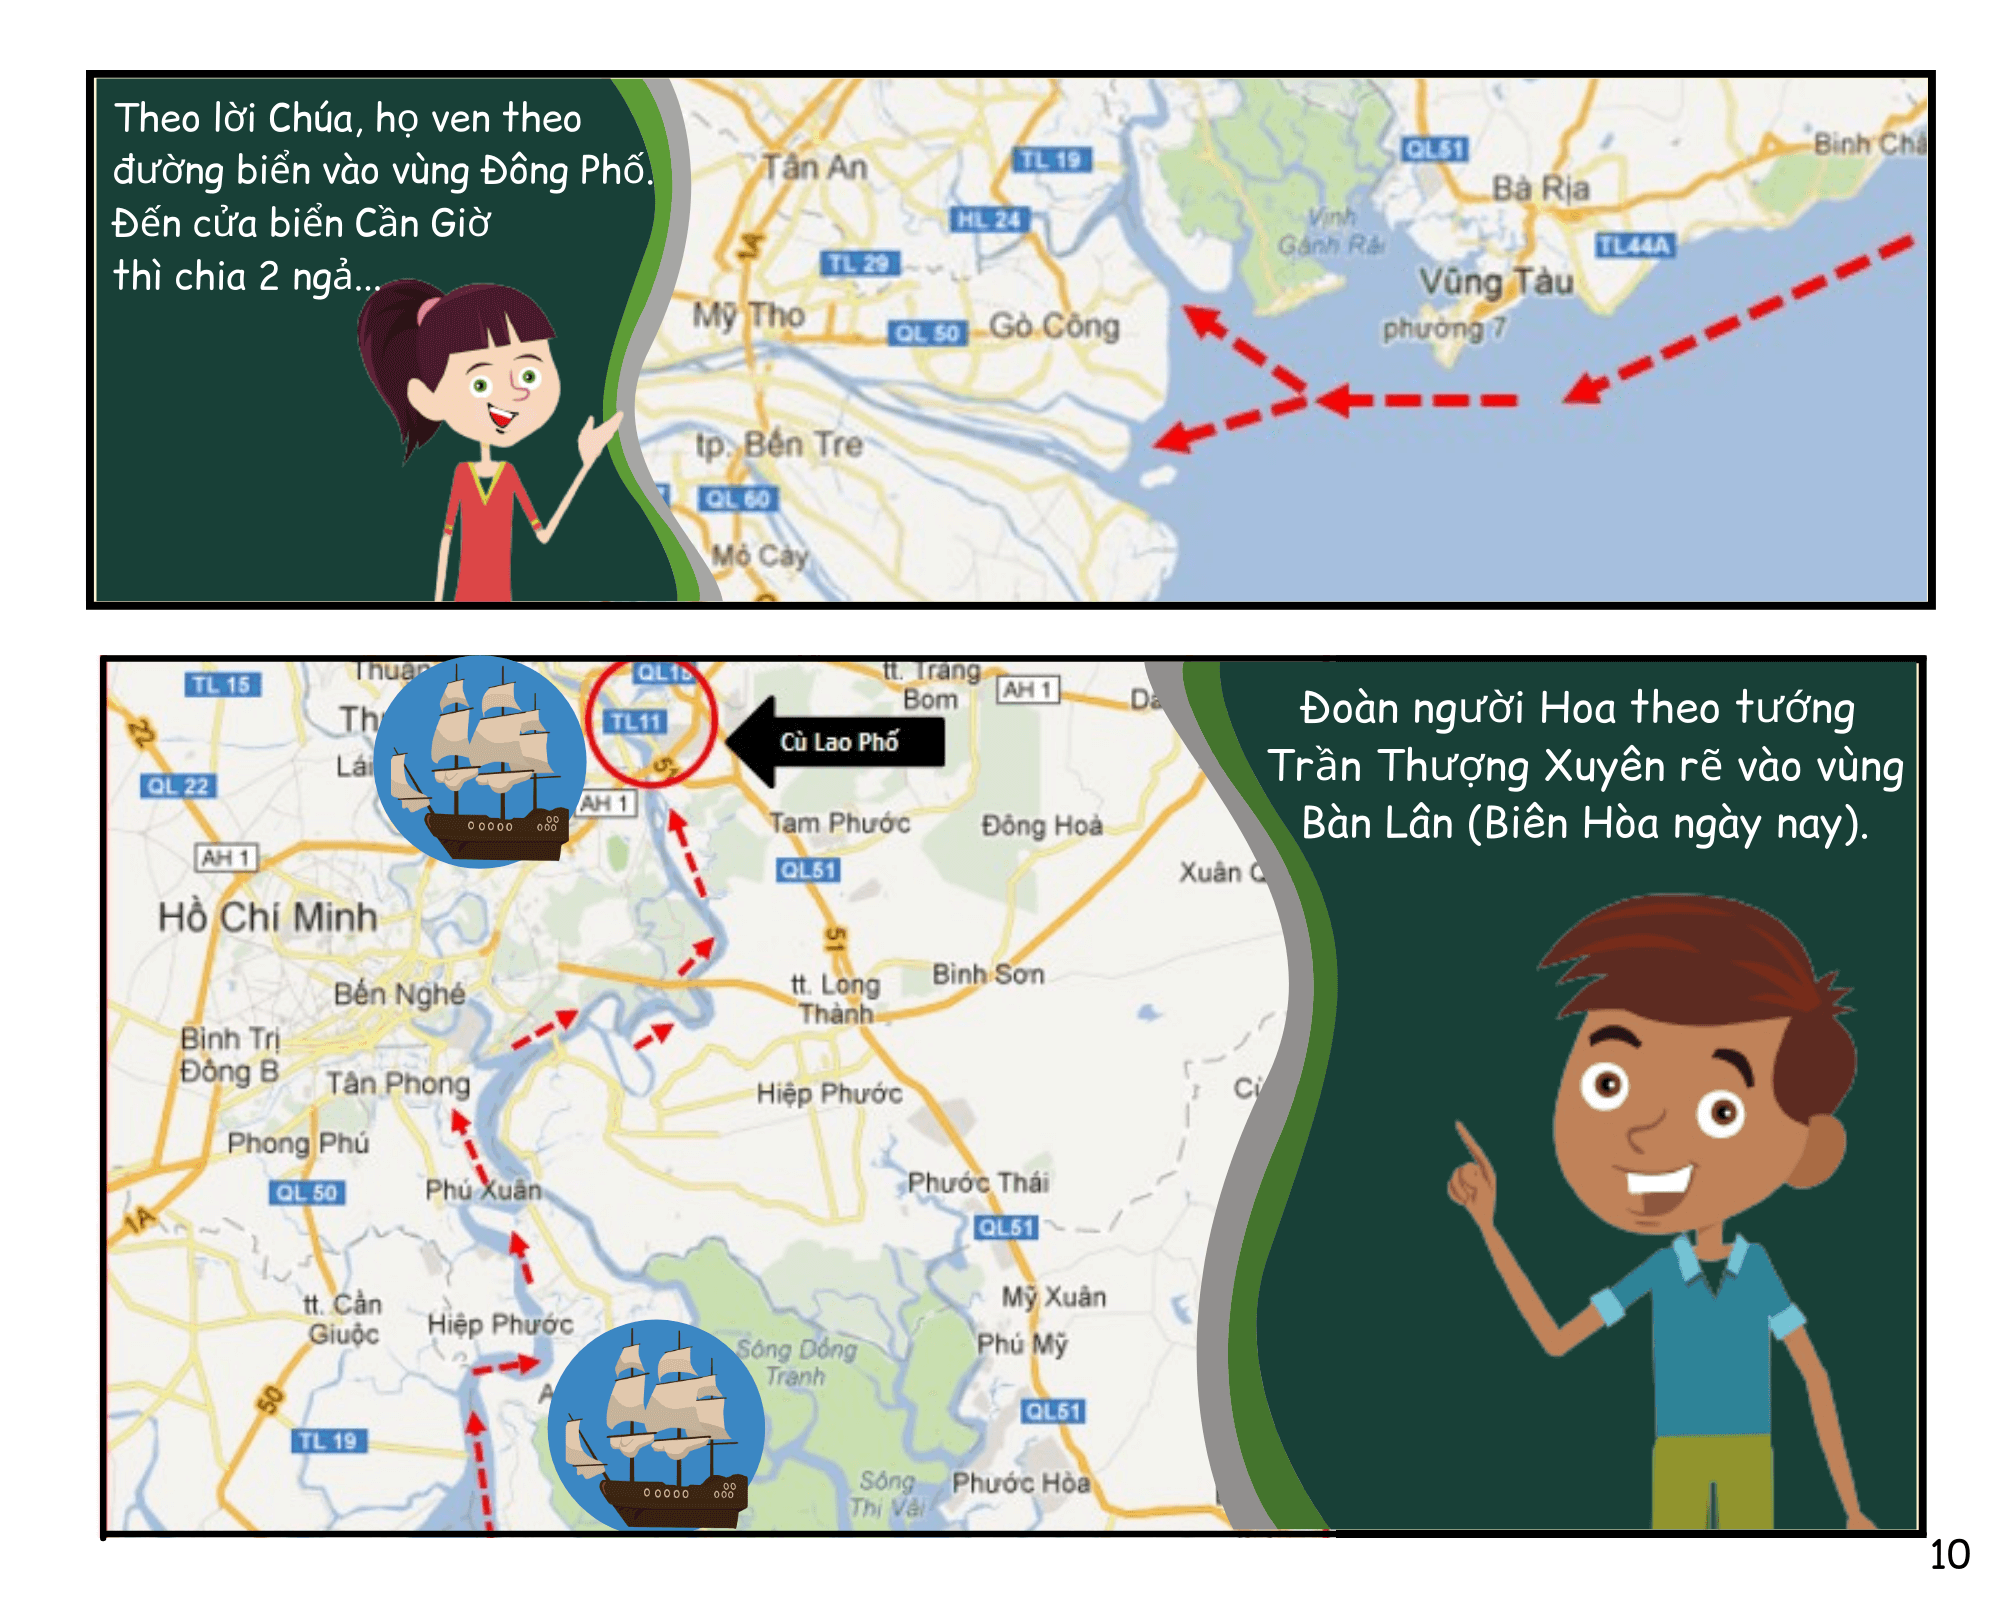 Theo lời Chúa, họ ven theo
đường biển vào vùng Đông Phố.
Đến cửa biển Cần Giờ
thì chia 2 ngả...
Tân An
TL 19
QL51
Bình Châ
Bà Rịa
HL 24
Vịnh
Gánh Rái
TL44A
1A
TL 29
Vũng Tàu
Mỹ Tho
QL 50
Gò Công
phường 7
tp. Bến Tre
QL 60
Mỏ Cày
TL 15
Thuận
QL15
tt. Trảng
Bom
AH 1
22
TL11
Cù Lao Phố
51
QL 22
AH 1
Tam Phước
Đông Hoà
AH 1
QL51
Xuân
Hồ Chí Minh
51
Bến Nghé
tt. Long
Thành
Bình Sơn
Bình Trị
Đông B
Tân Phong
Hiệp Phước
Phong Phú
QL 50
Phú Xuân
Phước Thái
1A
QL51
tt. Cần
Giuộc
Hiệp Phước
Mỹ Xuân
Sông Dồng
Tranh
Phú Mỹ
50
QL51
TL 19
Sông
Thị Vải
Phước Hòa
Đoàn người Hoa theo tướng
Trần Thượng Xuyên rẽ vào vùng
Bàn Lân (Biên Hòa ngày nay).
10